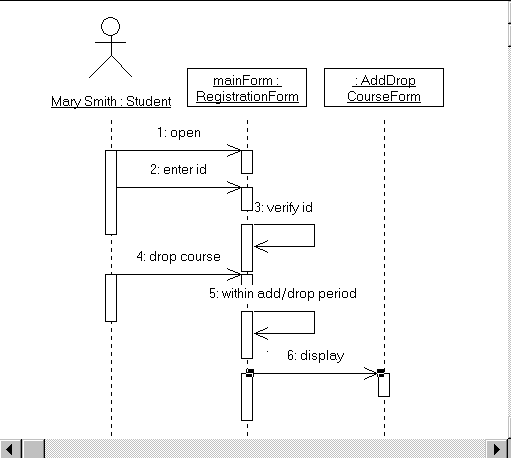 mainForm :
RegistrationForm
: AddDrop
CourseForm
Mary Smith : Student
1: open
2: enter id
3: verify id
4: drop course
5: within add/drop period
6: display